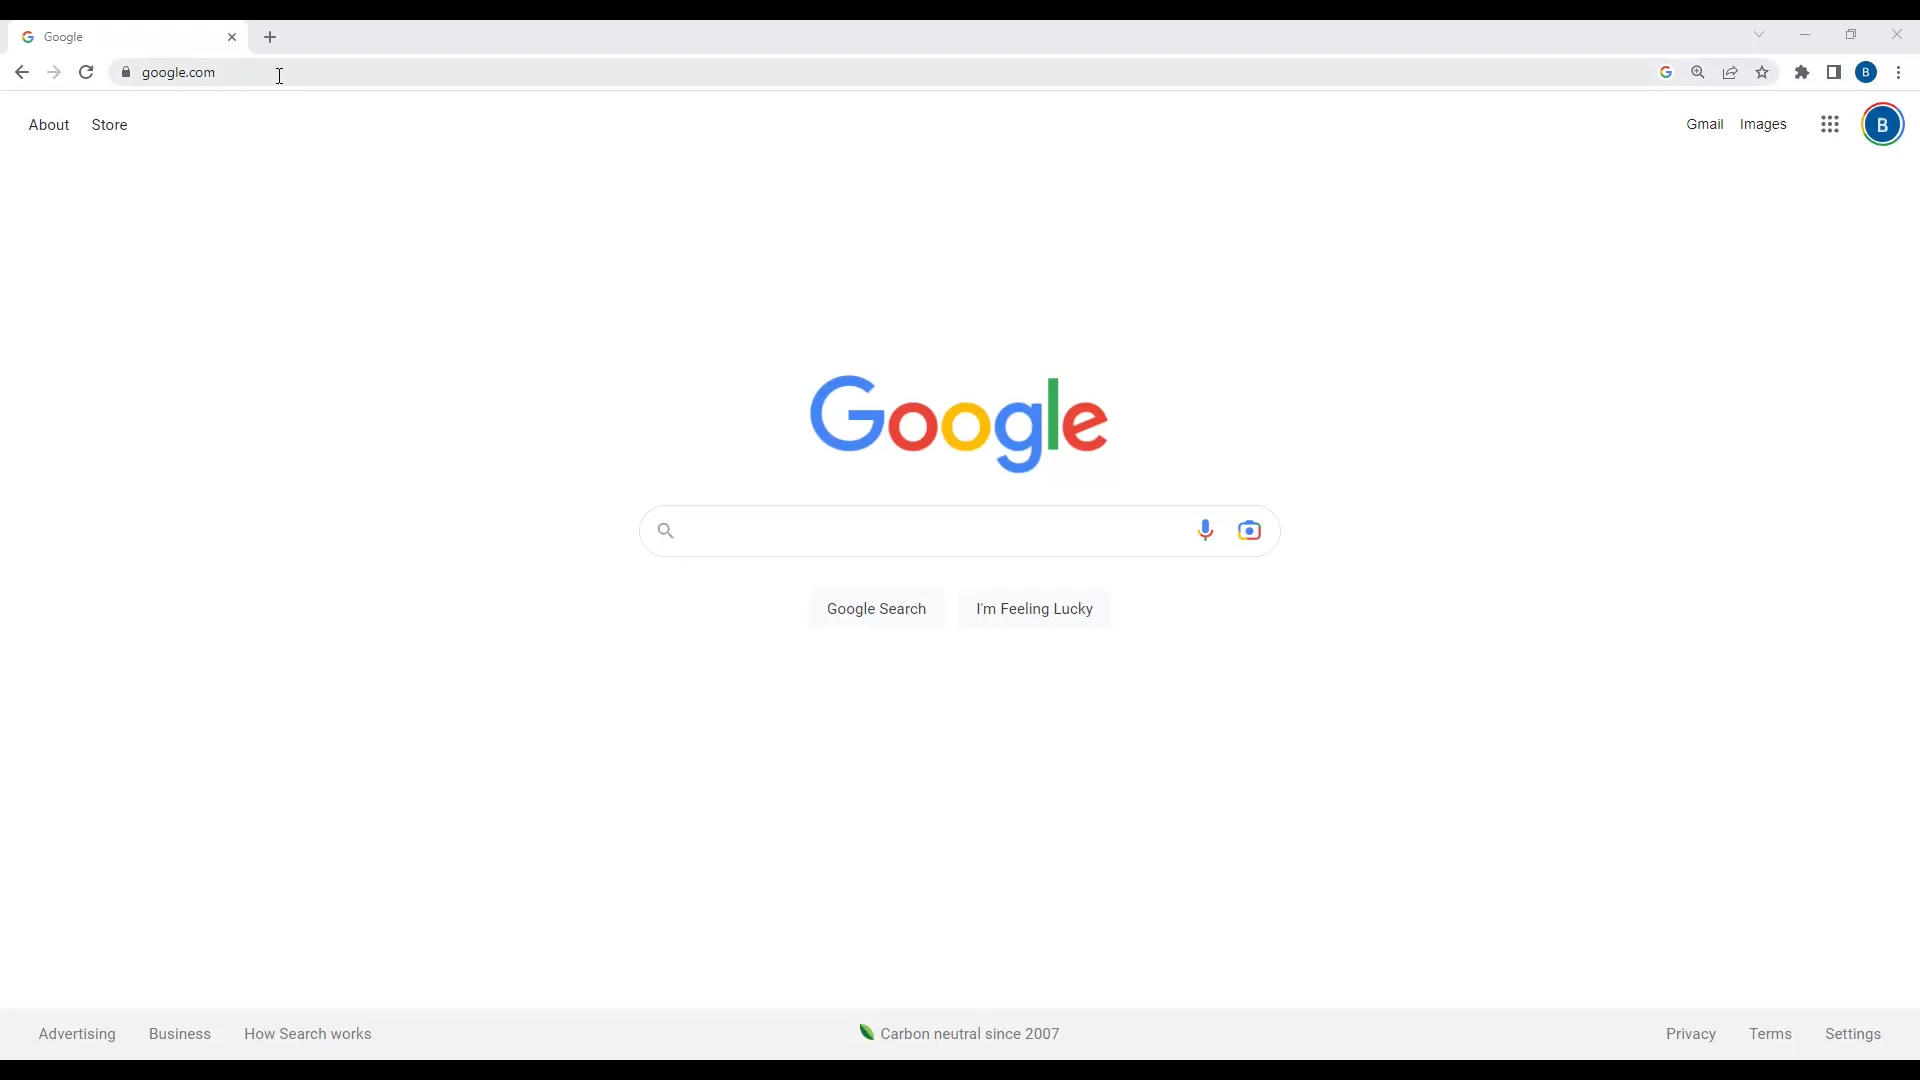 Google
google.com
B
About
Store
Gmail
Images
B
Google
Google Search
I'm Feeling Lucky
Advertising
Business
How Search works
Carbon neutral since 2007
Privacy
Terms
Settings